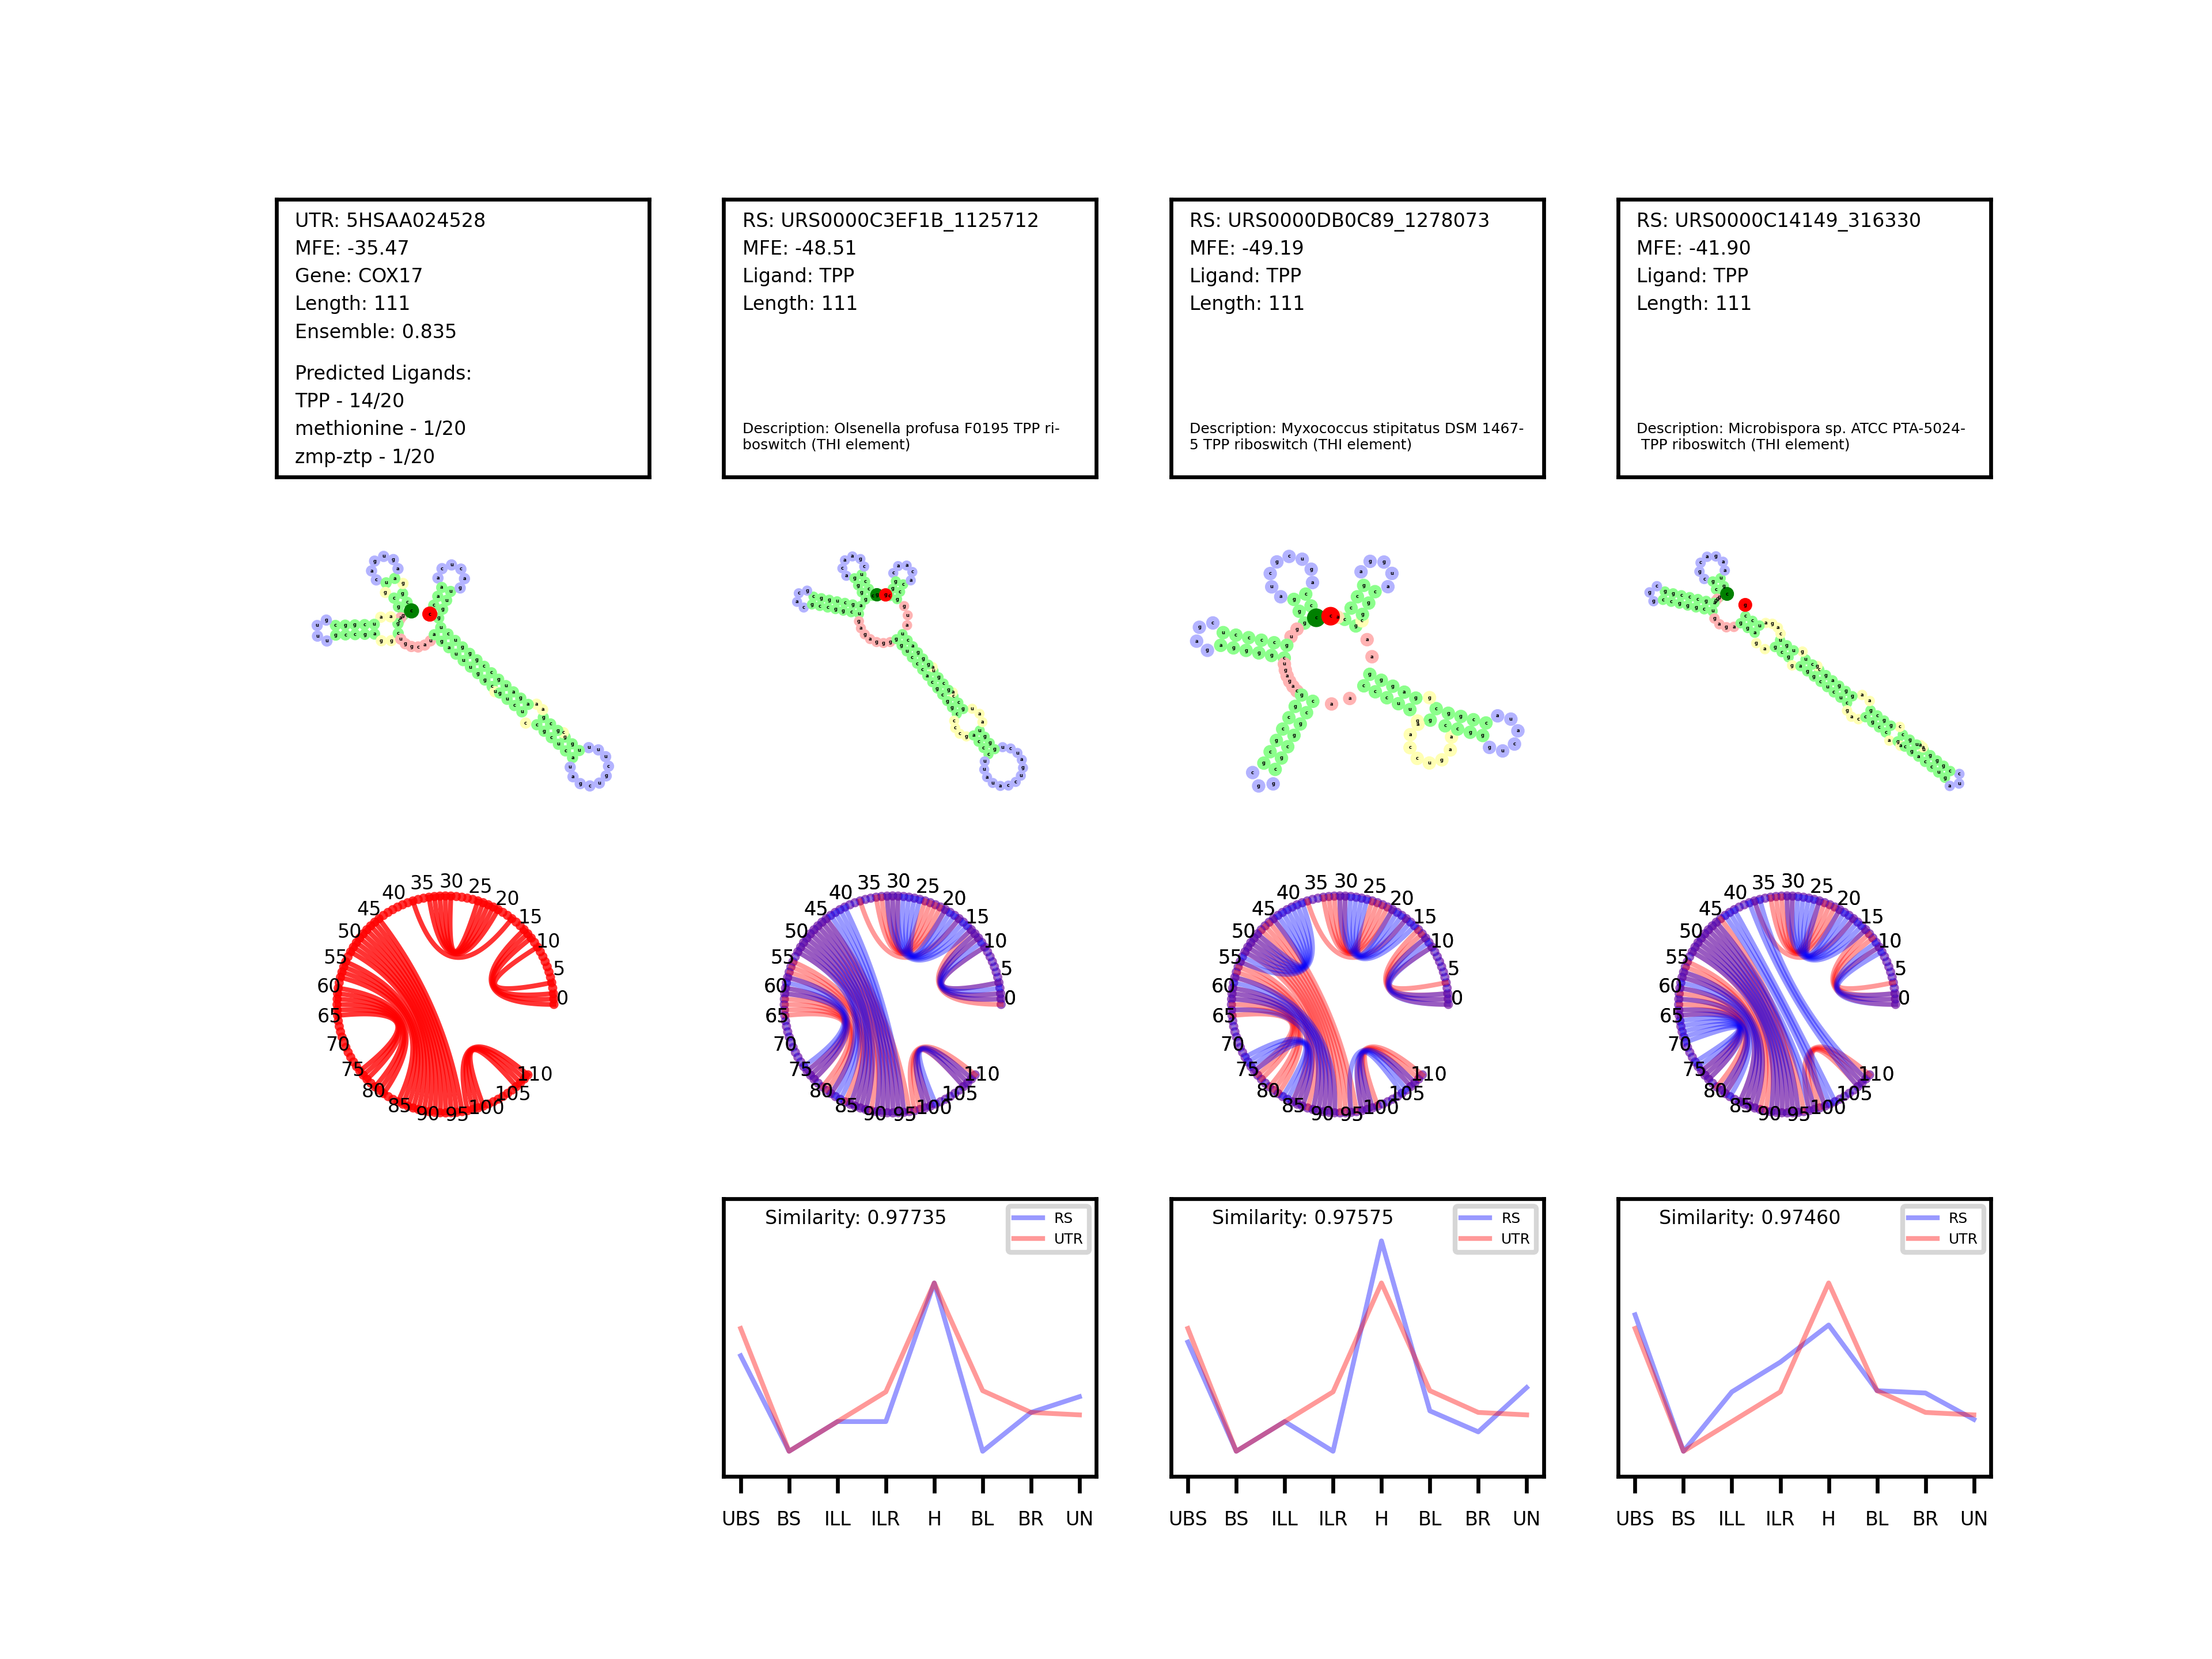 UTR: 5HSAA024528
MFE: -35.47
Gene: COX17
Length: 111
Ensemble: 0.835
Predicted Ligands:
TPP - 14/20
methionine - 1/20
zmp-ztp - 1/20
RS: URS0000C3EF1B_1125712
MFE: -48.51
Ligand: TPP
Length: 111
Description: Olsenella profusa F0195 TPP ri-
boswitch (THI element)
RS: URS0000DB0C89_1278073
MFE: -49.19
Ligand: TPP
Length: 111
Description: Myxococcus stipitatus DSM 1467-
5 TPP riboswitch (THI element)
RS: URS0000C14149_316330
MFE: -41.90
Ligand: TPP
Length: 111
Description: Microbispora sp. ATCC PTA-5024-
TPP riboswitch (THI element)
0 5 10 15 20 25 30 35 40 45 50 55 60 65 70 75 80 85 90 95 100 105 110
0 5 10 15 20 25 30 35 40 45 50 55 60 65 70 75 80 85 90 95 100 105 110
0 5 10 15 20 25 30 35 40 45 50 55 60 65 70 75 80 85 90 95 100 105 110
0 5 10 15 20 25 30 35 40 45 50 55 60 65 70 75 80 85 90 95 100 105 110
Similarity: 0.97735
RS
UTR
UBS BS ILL ILR H BL BR UN
Similarity: 0.97575
RS
UTR
UBS BS ILL ILR H BL BR UN
Similarity: 0.97460
RS
UTR
UBS BS ILL ILR H BL BR UN